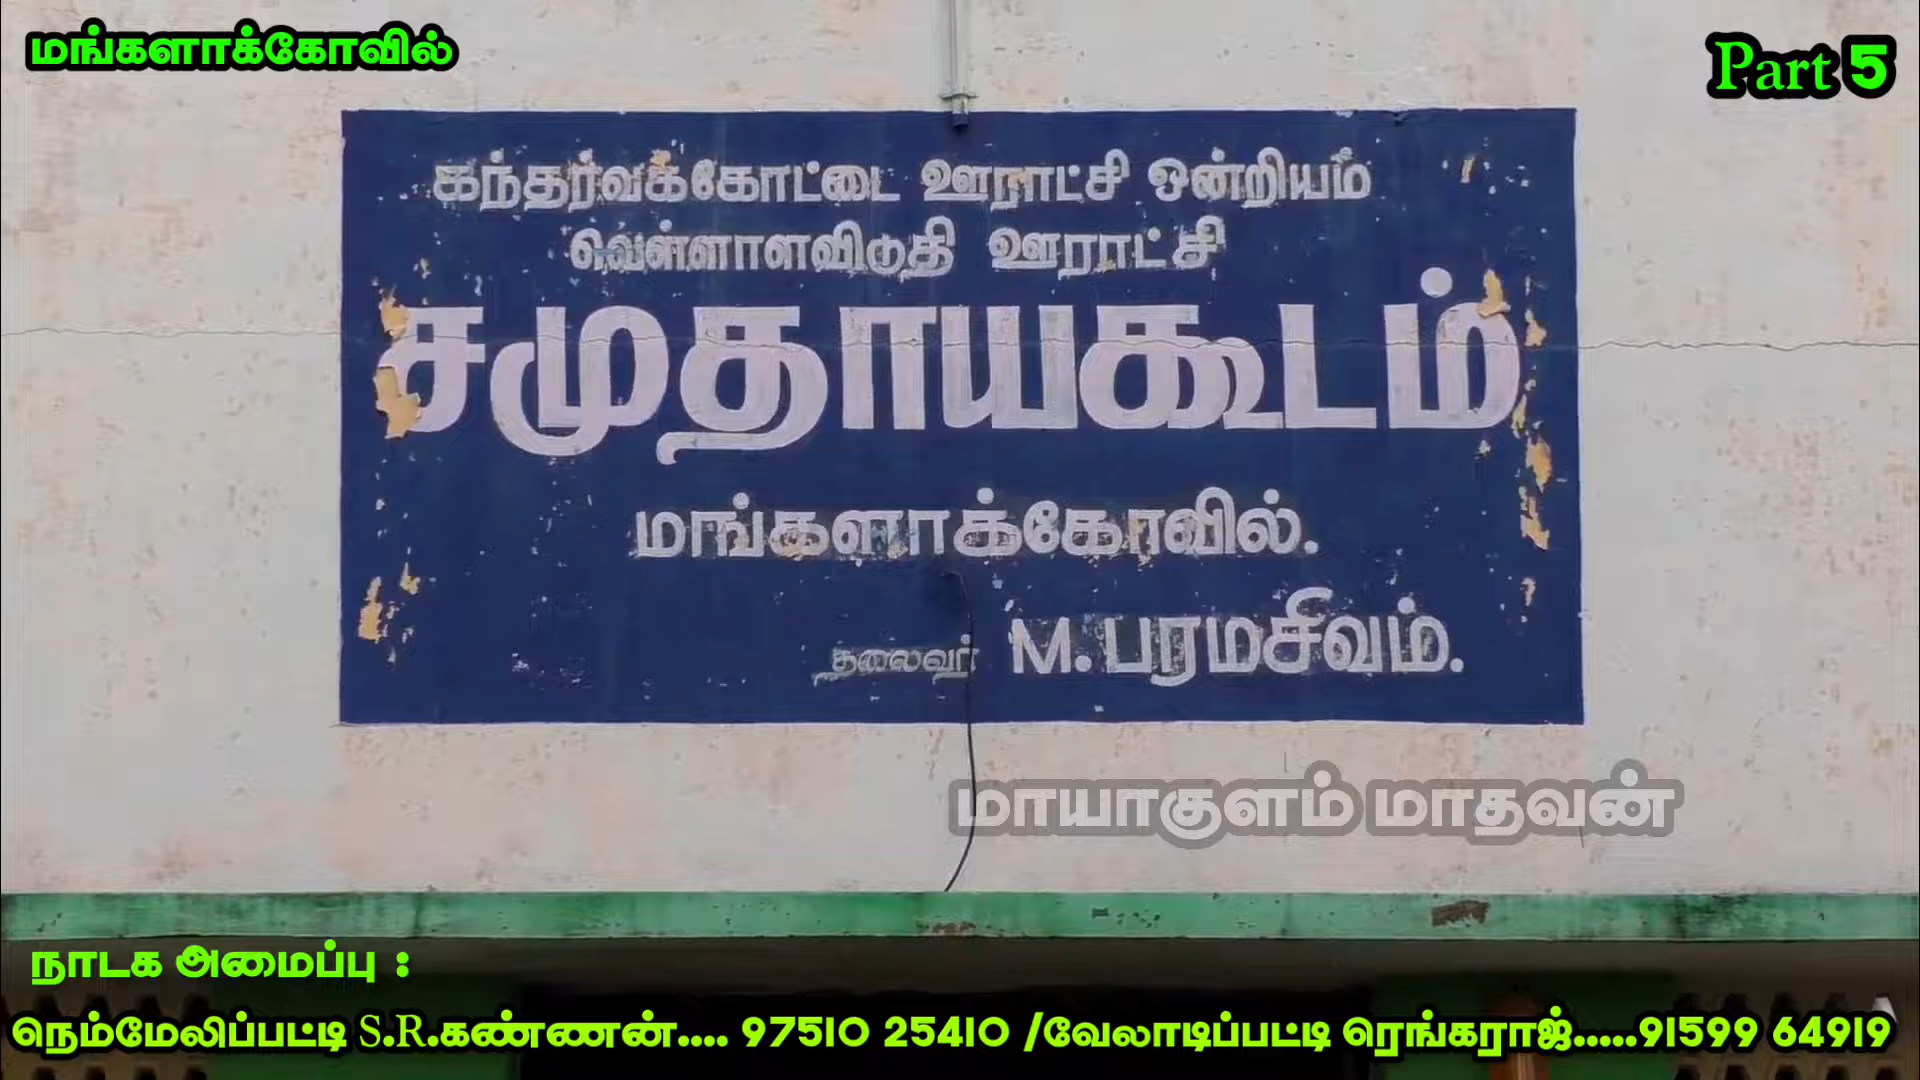 மங்களாக்கோவில்
Part 5
கந்தர்வக்கோட்டை ஊராட்சி ஒன்றியம்
வெள்ளாளவிடுதி ஊராட்சி
சமுதாயகூடம்
மங்களாக்கோவில்.
தலைவர் M.பரமசிவம்.
மாயாகுளம் மாதவன்
நாடக அமைப்பு :
நெம்மேலிப்பட்டி S.R.கண்ணன்.... 97510 25410 /வேலாடிப்பட்டி ரெங்கராஜ்.....91599 64919